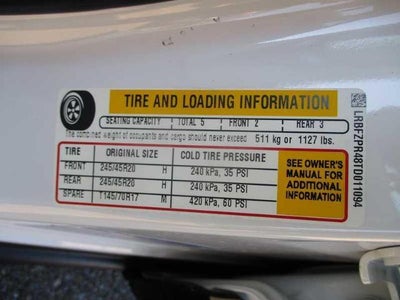 TIRE AND LOADING INFORMATION
SEATING CAPACITY TOTAL 5 FRONT 2 REAR 3
The combined weight of occupants and cargo should never exceed 511 kg or 1127 lbs.
TIRE ORIGINAL SIZE COLD TIRE PRESSURE
FRONT 245/45R20 H 240 kPa, 35 PSI
REAR 245/45R20 H 240 kPa, 35 PSI
SPARE T145/70R17 M 420 kPa, 60 PSI
SEE OWNER'S
MANUAL FOR
ADDITIONAL
INFORMATION
LRBFZPR48TD011094